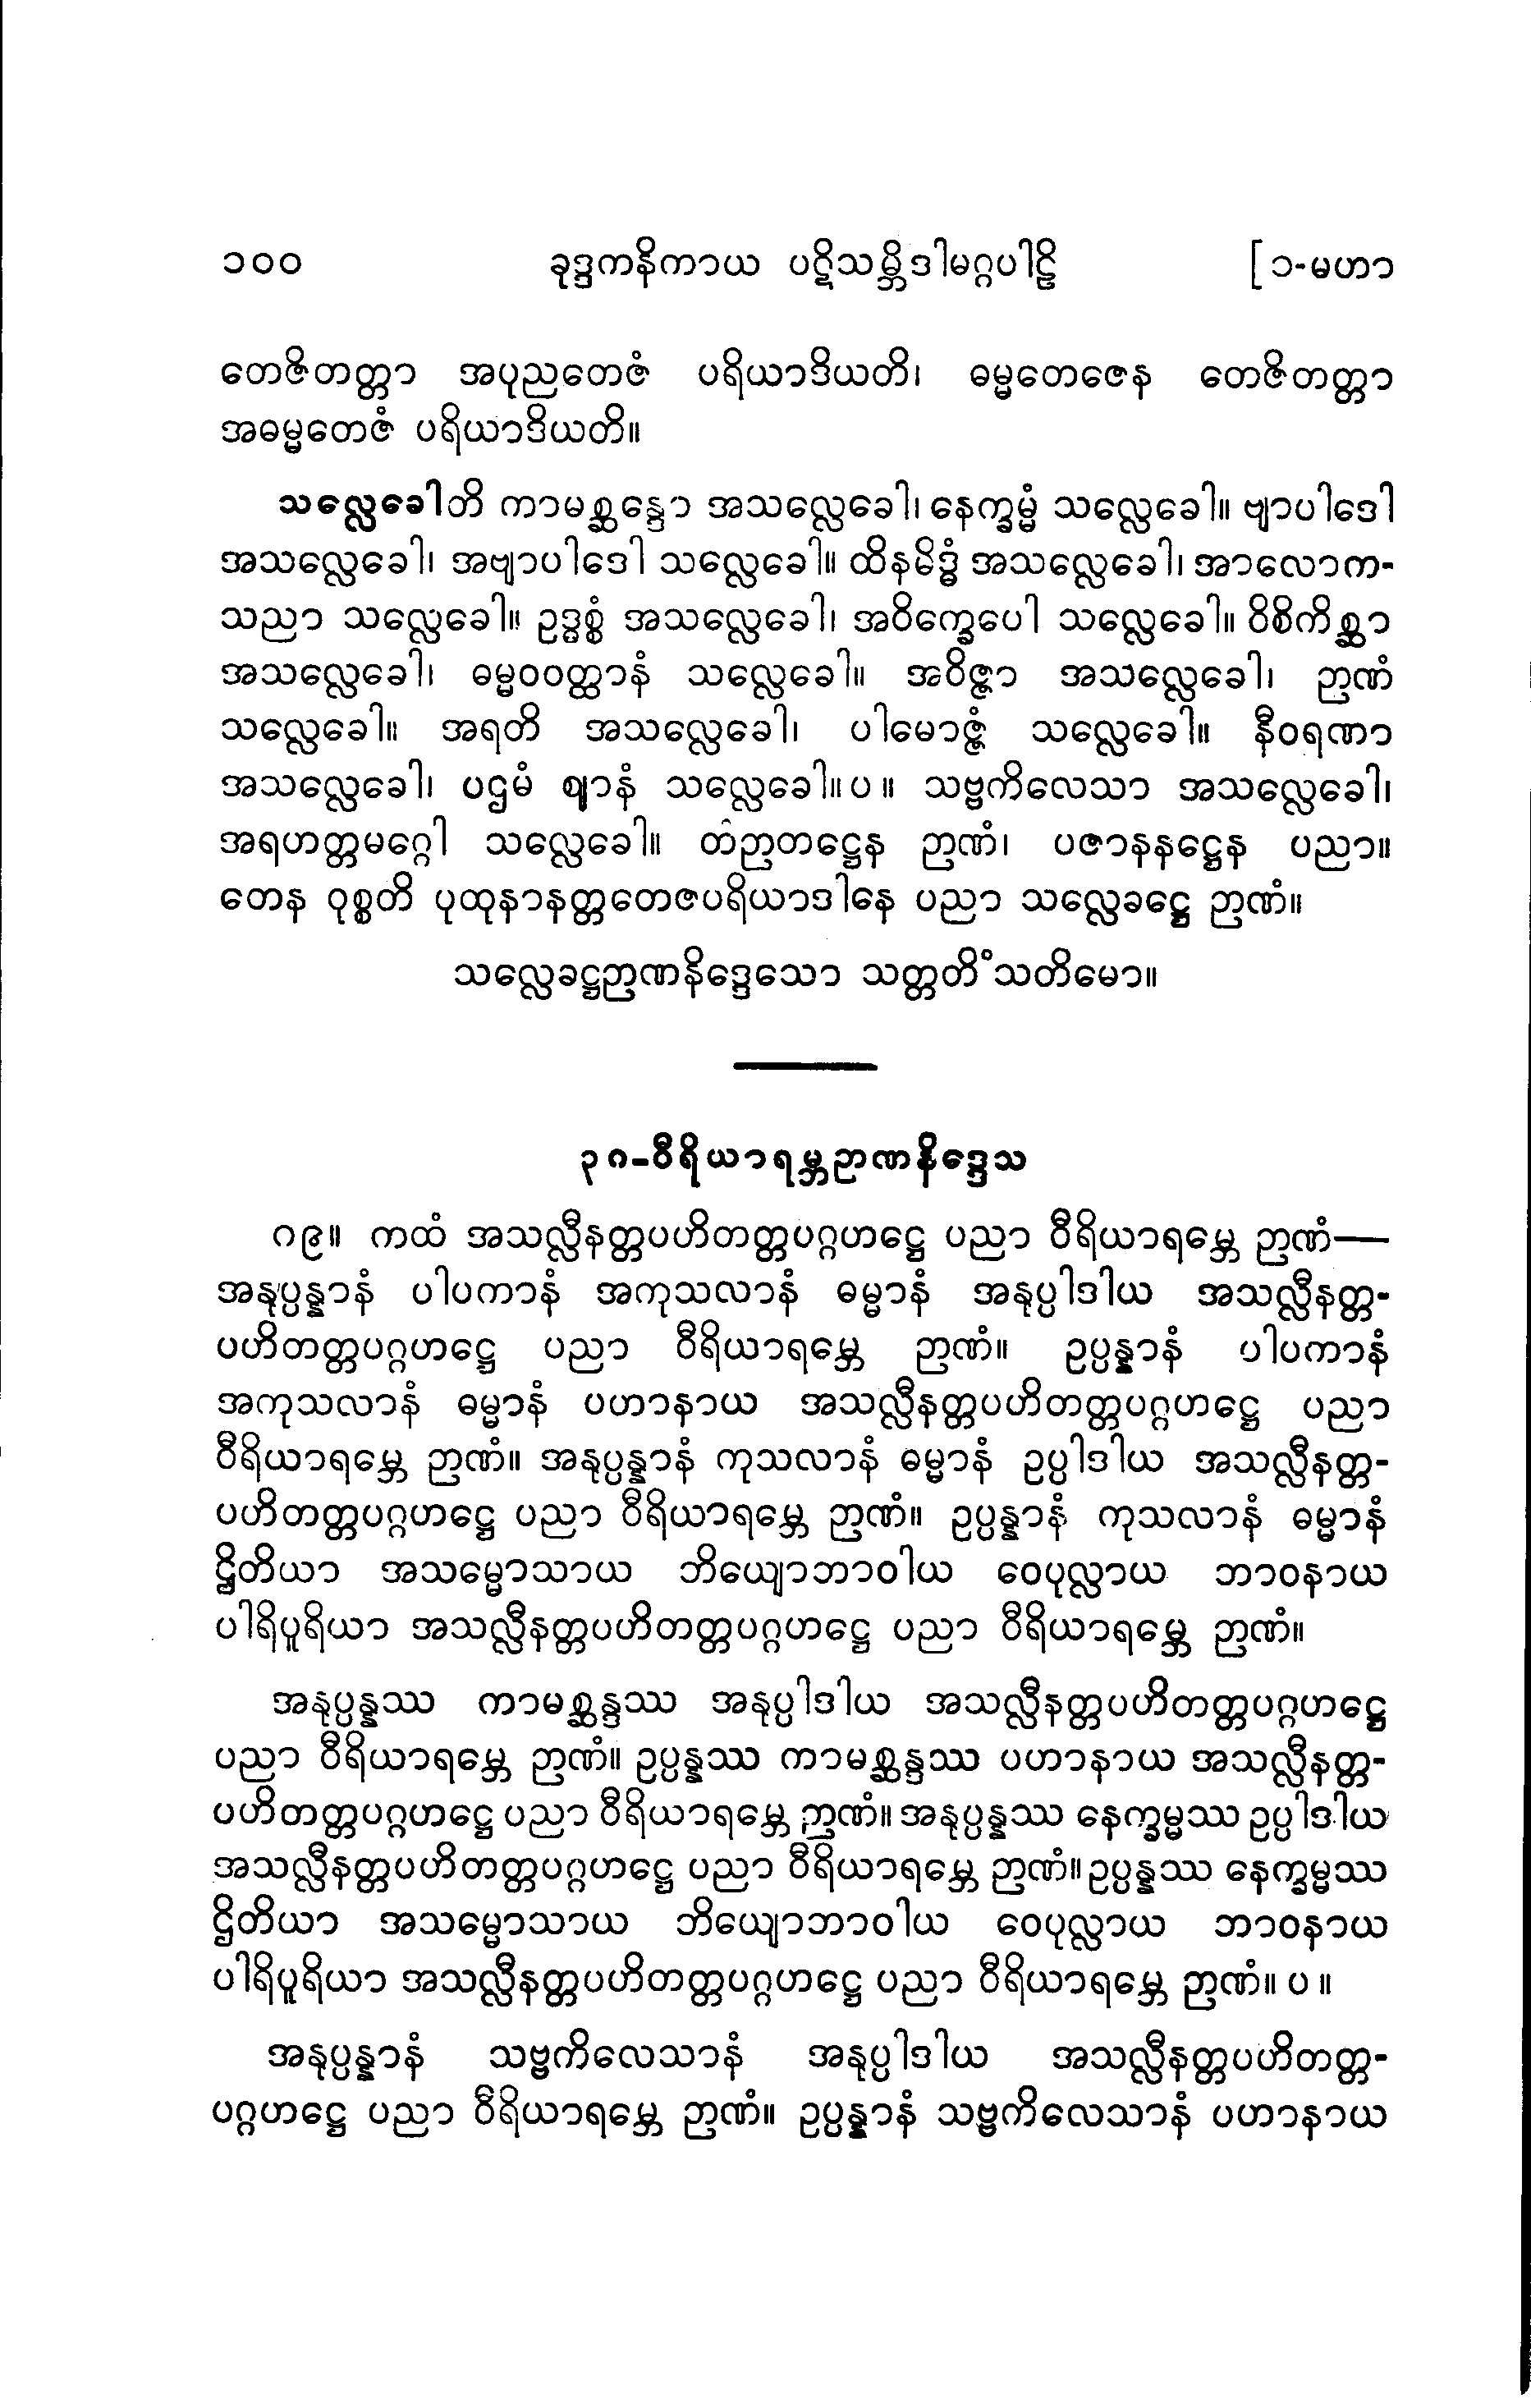 ၁၀၀ ခုဒ္ဒကနိကာယ ပဋိသမ္ဘိဒါမဂ္ဂပါဠိ [ ၁-မဟာ
တေဇိတတ္တာ အပုညတေဇံ ပရိယာဒိယတိ၊ ဓမ္မတေဇေန တေဇိတတ္တာ
အဓမ္မတေဇံ ပရိယာဒိယတိ။
သလ္လေခေါတိ ကာမစ္ဆန္ဒော အသလ္လေခေါ၊ နေက္ခမ္မံ သလ္လေခေါ။ ဗျာပါဒေါ
အသလ္လေခေါ၊ အဗျာပါဒေါ သလ္လေခေါ။ ထိနမိဒ္ဓံ အသလ္လေခေါ၊ အာလောက-
သညာ သလ္လေခေါ။ ဥဒ္ဓစ္စံ အသလ္လေခေါ၊ အဝိက္ခေပေါ သလ္လေခေါ။ ဝိစိကိစ္ဆာ
အသလ္လေခေါ၊ ဓမ္မဝဝတ္ထာနံ သလ္လေခေါ။ အဝိဇ္ဇာ အသလ္လေခေါ၊ ဉာဏံ
သလ္လေခေါ။ အရတိ အသလ္လေခေါ၊ ပါမောဇ္ဇံ သလ္လေခေါ။ နီဝရဏာ
အသလ္လေခေါ၊ ပဌမံ ဈာနံ သလ္လေခေါ။ ပ ။ သဗ္ဗကိလေသာ အသလ္လေခေါ၊
အရဟတ္တမဂ္ဂေါ သလ္လေခေါ။ တံဉာတဋ္ဌေန ဉာဏံ၊ ပဇာနနဋ္ဌေန ပညာ။
တေန ဝုစ္စတိ ပုထုနာနတ္တတေဇပရိယာဒါနေ ပညာ သလ္လေခဋ္ဌေ ဉာဏံ။
သလ္လေခဋ္ဌဉာဏနိဒ္ဒေသော သတ္တတိံသတိမော။
၃၈-ဝီရိယာရမ္ဘဉာဏနိဒ္ဒေသ
၈၉။ ကထံ အသလ္လီနတ္တပဟိတတ္တပဂ္ဂဟဋ္ဌေ ပညာ ဝီရိယာရမ္ဘေ ဉာဏံ—
အနုပ္ပန္နာနံ ပါပကာနံ အကုသလာနံ ဓမ္မာနံ အနုပ္ပါဒါယ အသလ္လီနတ္တ-
ပဟိတတ္တပဂ္ဂဟဋ္ဌေ ပညာ ဝီရိယာရမ္ဘေ ဉာဏံ။ ဥပ္ပန္နာနံ ပါပကာနံ
အကုသလာနံ ဓမ္မာနံ ပဟာနာယ အသလ္လီနတ္တပဟိတတ္တပဂ္ဂဟဋ္ဌေ ပညာ
ဝီရိယာရမ္ဘေ ဉာဏံ။ အနုပ္ပန္နာနံ ကုသလာနံ ဓမ္မာနံ ဥပ္ပါဒါယ အသလ္လီနတ္တ-
ပဟိတတ္တပဂ္ဂဟဋ္ဌေ ပညာ ဝီရိယာရမ္ဘေ ဉာဏံ။ ဥပ္ပန္နာနံ ကုသလာနံ ဓမ္မာနံ
ဌိတိယာ အသမ္မောသာယ ဘိယျောဘာဝါယ ဝေပုလ္လာယ ဘာဝနာယ
ပါရိပူရိယာ အသလ္လီနတ္တပဟိတတ္တပဂ္ဂဟဋ္ဌေ ပညာ ဝီရိယာရမ္ဘေ ဉာဏံ။
အနုပ္ပန္နဿ ကာမစ္ဆန္ဒဿ အနုပ္ပါဒါယ အသလ္လီနတ္တပဟိတတ္တပဂ္ဂဟဋ္ဌေ
ပညာ ဝီရိယာရမ္ဘေ ဉာဏံ။ ဥပ္ပန္နဿ ကာမစ္ဆန္ဒဿ ပဟာနာယ အသလ္လီနတ္တ-
ပဟိတတ္တပဂ္ဂဟဋ္ဌေ ပညာ ဝီရိယာရမ္ဘေ ဉာဏံ။ အနုပ္ပန္နဿ နေက္ခမ္မဿ ဥပ္ပါဒါယ
အသလ္လီနတ္တပဟိတတ္တပဂ္ဂဟဋ္ဌေ ပညာ ဝီရိယာရမ္ဘေ ဉာဏံ။ ဥပ္ပန္နဿ နေက္ခမ္မဿ
ဌိတိယာ အသမ္မောသာယ ဘိယျောဘာဝါယ ဝေပုလ္လာယ ဘာဝနာယ
ပါရိပူရိယာ အသလ္လီနတ္တပဟိတတ္တပဂ္ဂဟဋ္ဌေ ပညာ ဝီရိယာရမ္ဘေ ဉာဏံ။ ပ ။
အနုပ္ပန္နာနံ သဗ္ဗကိလေသာနံ အနုပ္ပါဒါယ အသလ္လီနတ္တပဟိတတ္တ-
ပဂ္ဂဟဋ္ဌေ ပညာ ဝီရိယာရမ္ဘေ ဉာဏံ။ ဥပ္ပန္နာနံ သဗ္ဗကိလေသာနံ ပဟာနာယ